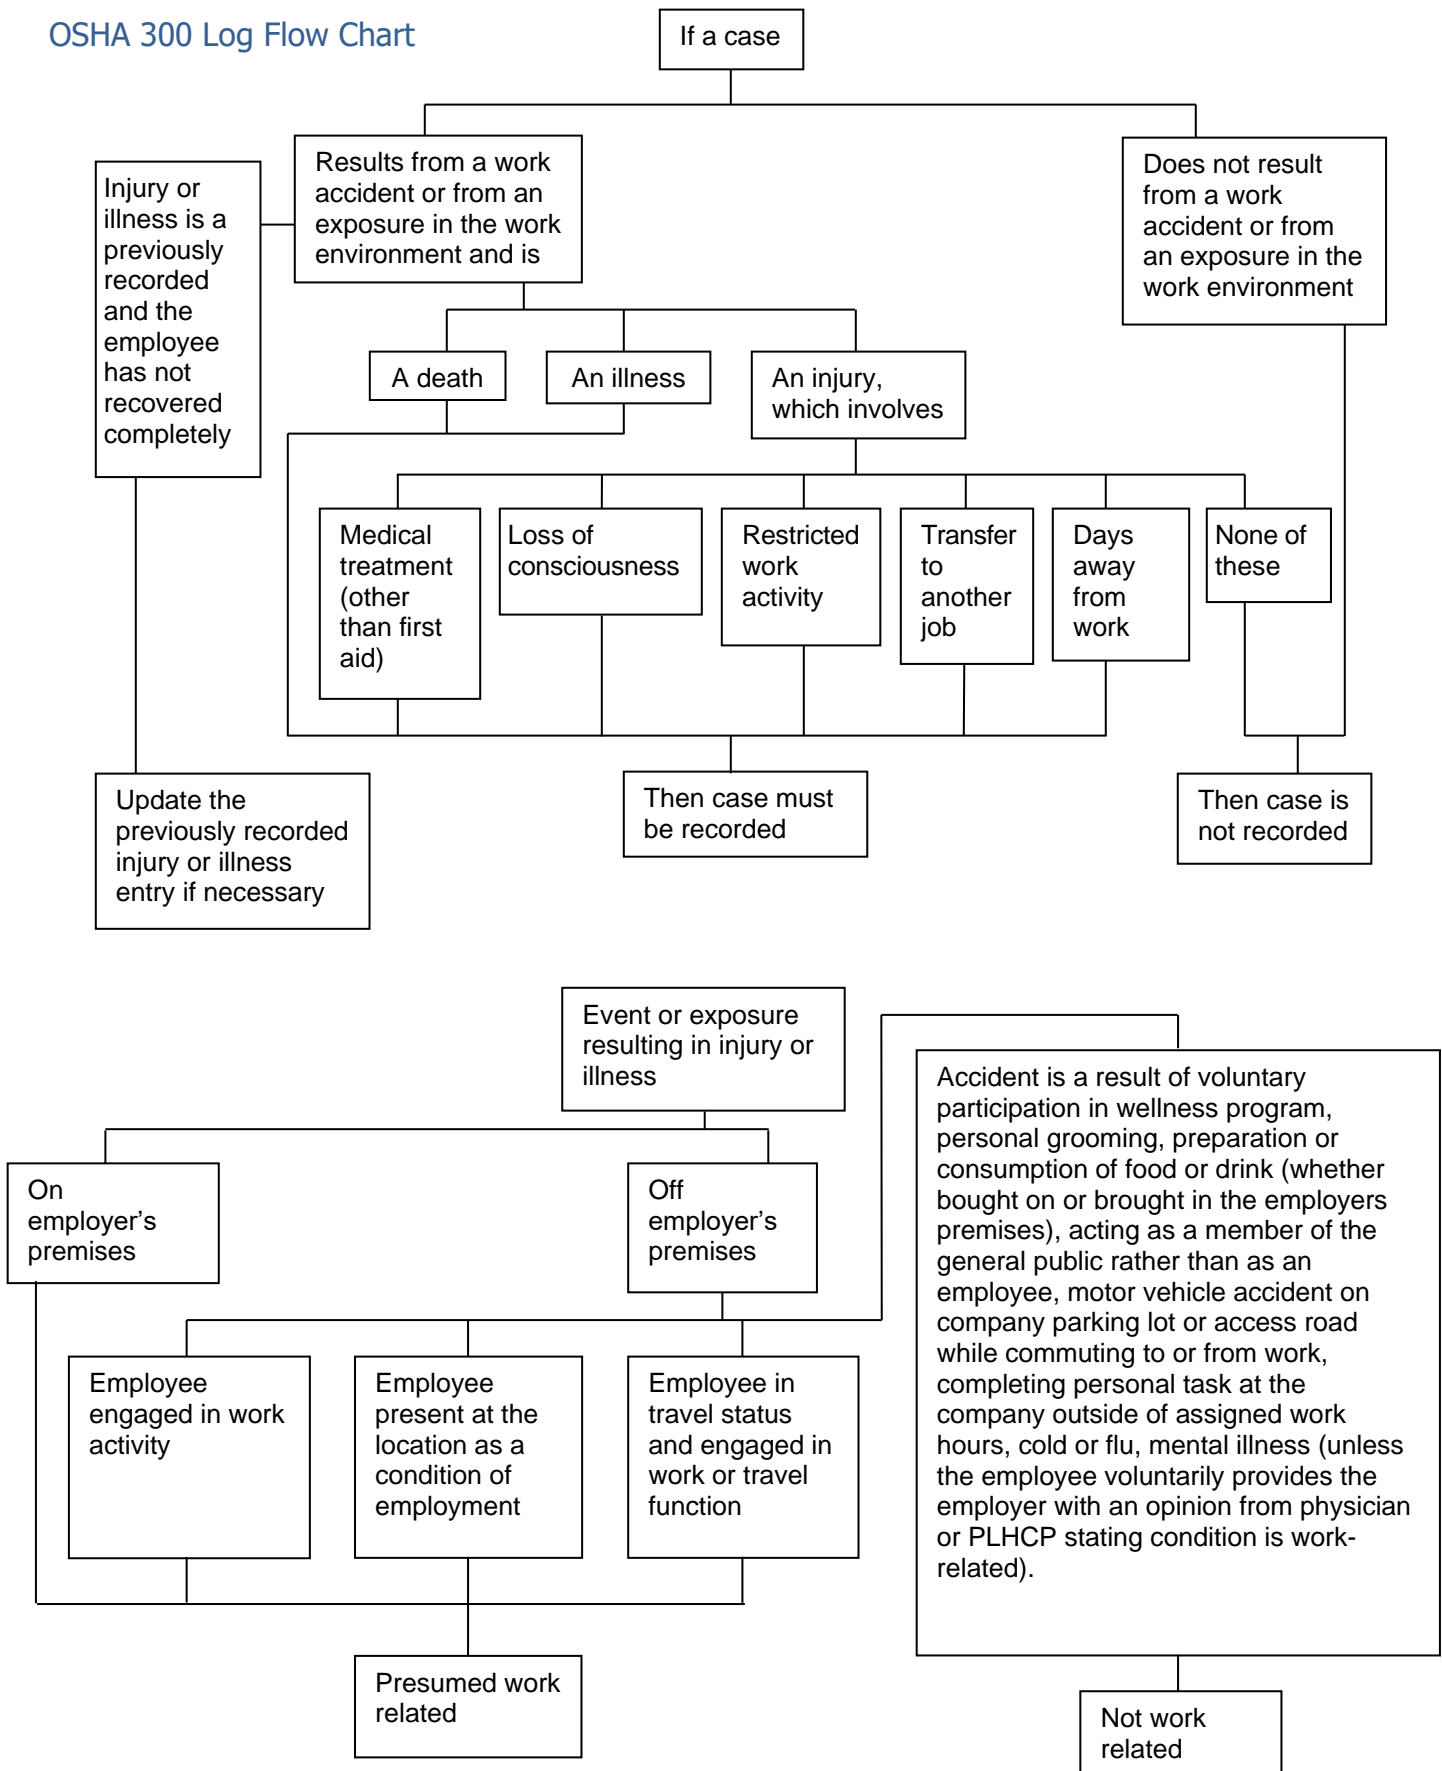 OSHA 300 Log Flow Chart
If a case
Results from a work
accident or from an
exposure in the work
environment and is
Does not result
from a work
accident or from
an exposure in the
work environment
Injury or
illness is a
previously
recorded
and the
employee
has not
recovered
completely
A death
An illness
An injury,
which involves
Medical
treatment
(other
than first
aid)
Loss of
consciousness
Restricted
work
activity
Transfer
to
another
job
Days
away
from
work
None of
these
Update the
previously recorded
injury or illness
entry if necessary
Then case must
be recorded
Then case is
not recorded
Event or exposure
resulting in injury or
illness
On
employer’s
premises
Off
employer’s
premises
Accident is a result of voluntary
participation in wellness program,
personal grooming, preparation or
consumption of food or drink (whether
bought on or brought in the employers
premises), acting as a member of the
general public rather than as an
employee, motor vehicle accident on
company parking lot or access road
while commuting to or from work,
completing personal task at the
company outside of assigned work
hours, cold or flu, mental illness (unless
the employee voluntarily provides the
employer with an opinion from physician
or PLHCP stating condition is work-
related).
Employee
engaged in work
activity
Employee
present at the
location as a
condition of
employment
Employee in
travel status
and engaged in
work or travel
function
Presumed work
related
Not work
related